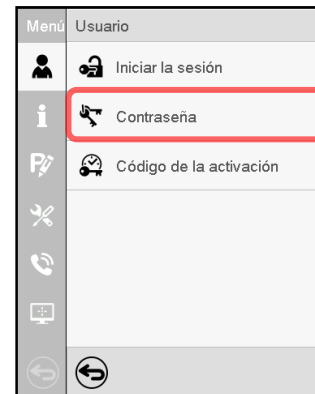 Menú Usuario
Iniciar la sesión
Contraseña
Código de la activación